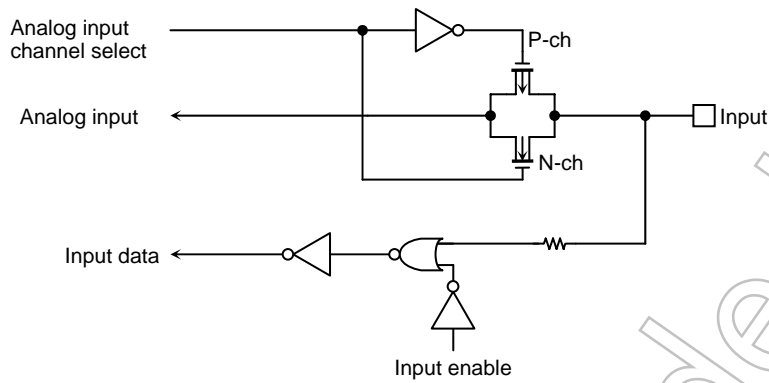 Analog input
channel select
P-ch
Analog input
Input
N-ch
Input data
Input enable